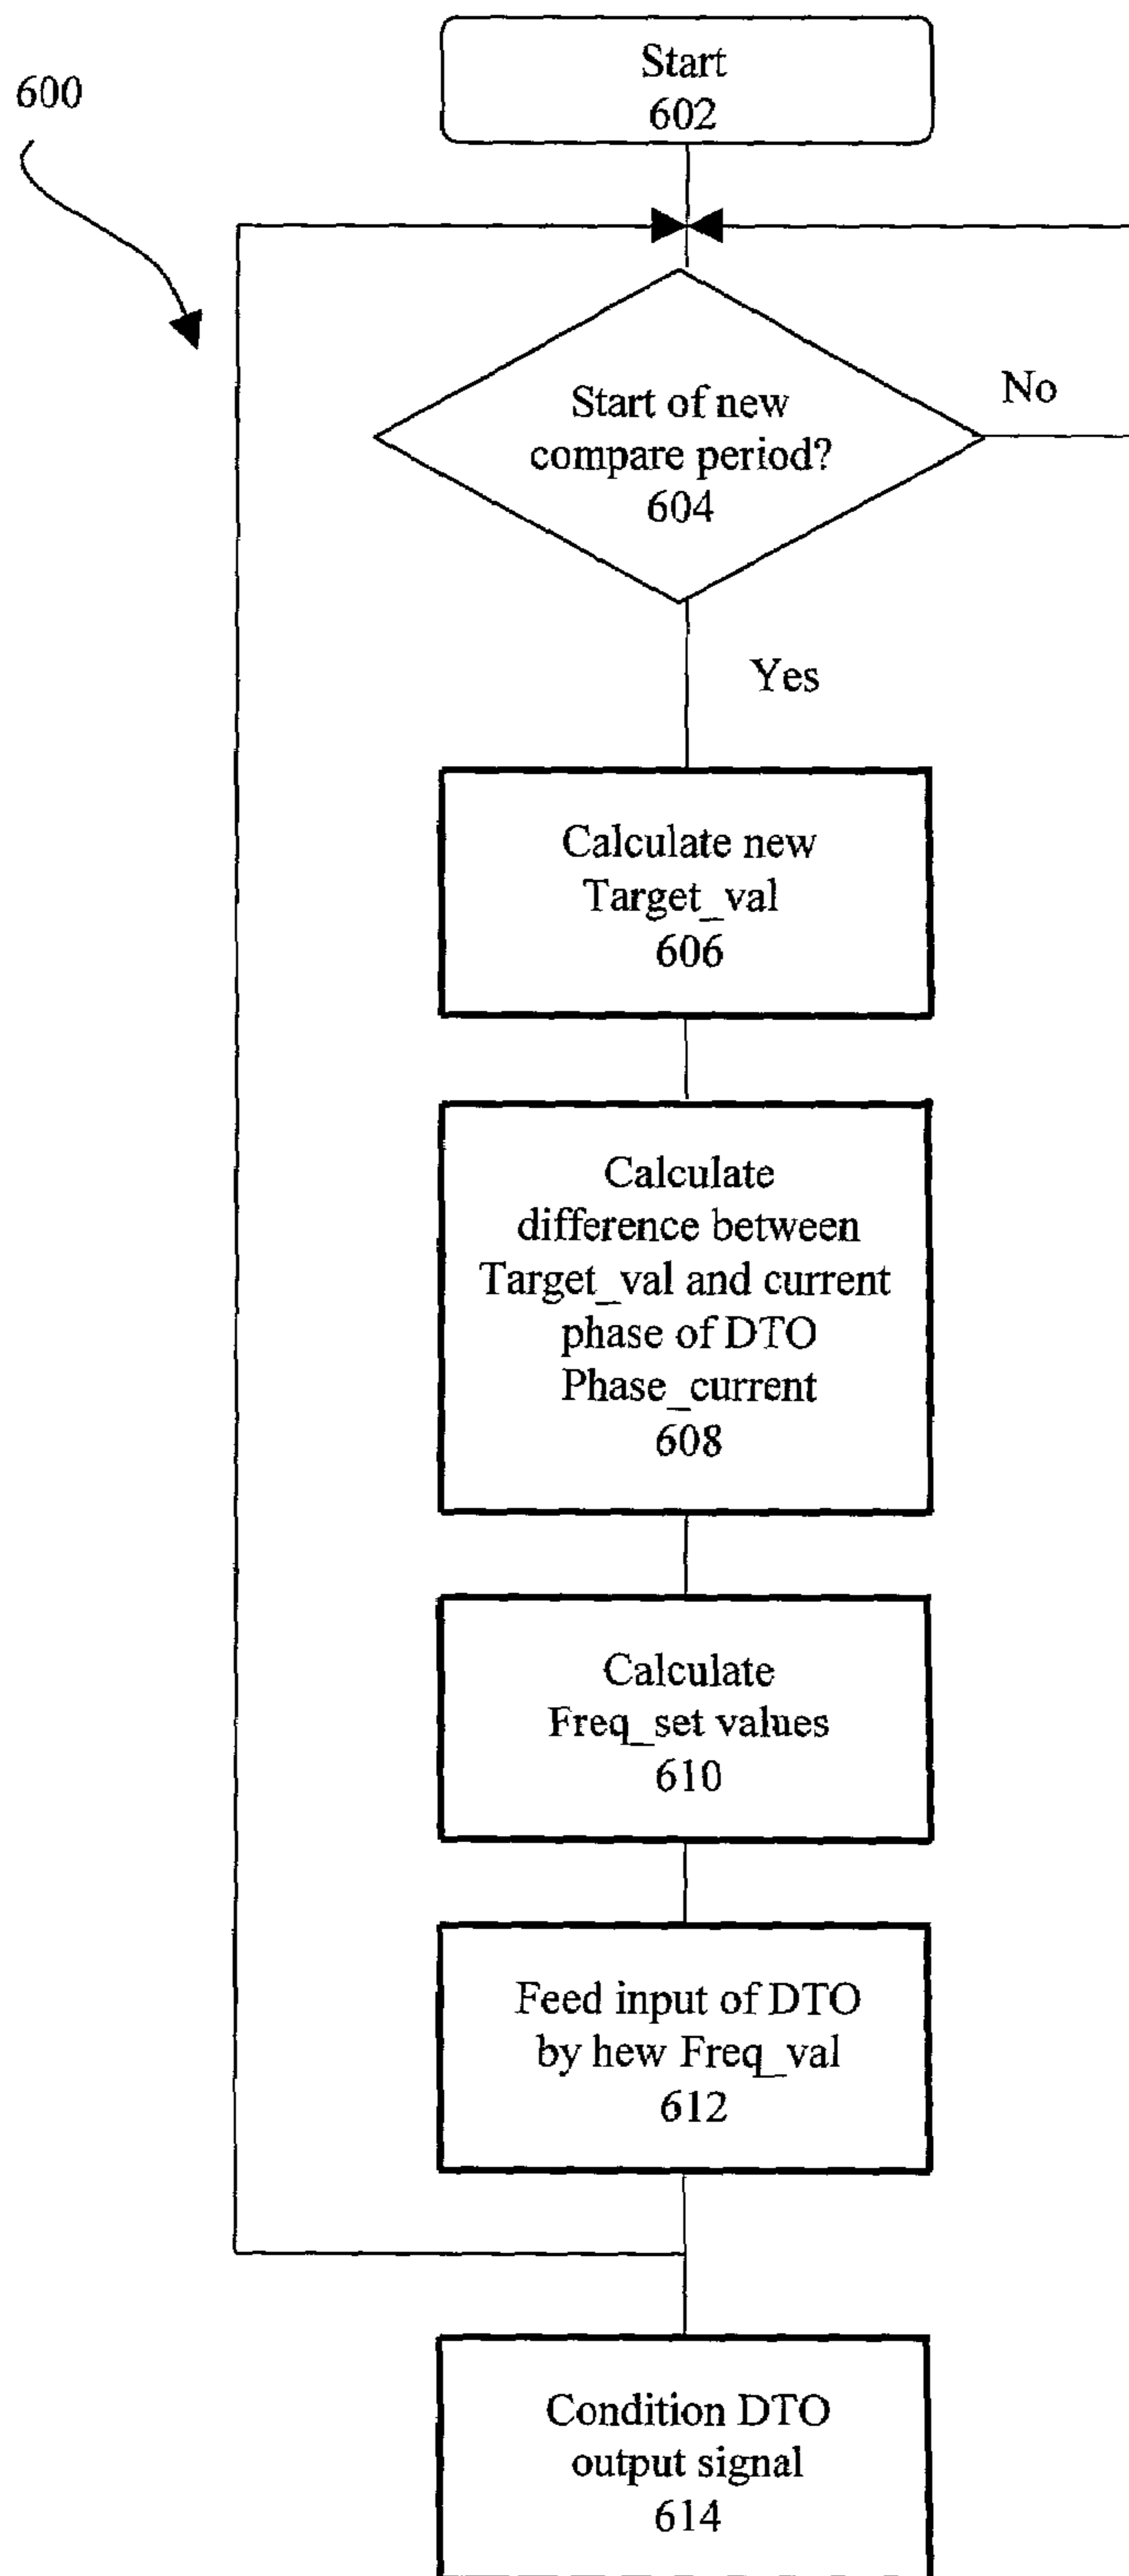 Start
602
600
Start of new
compare period?
604
No
Yes
Calculate new
Target_val
606
Calculate
difference between
Target_val and current
phase of DTO
Phase_current
608
Calculate
Freq_set values
610
Feed input of DTO
by hew Freq_val
612
Condition DTO
output signal
614